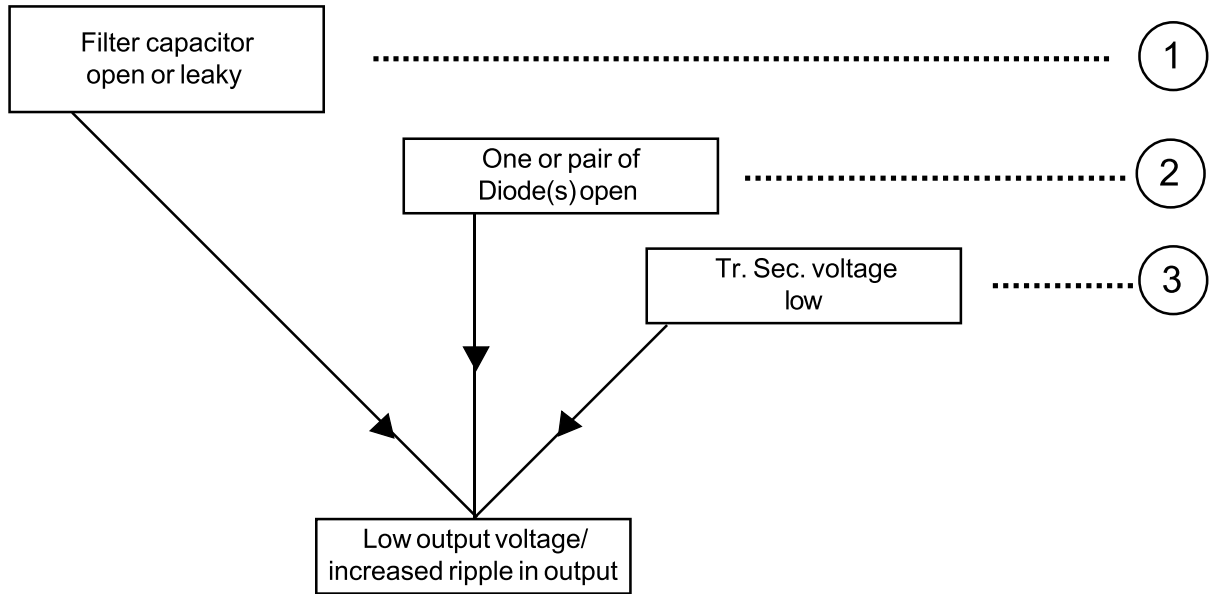 Filter capacitor
open or leaky
1
One or pair of
Diode(s) open
2
Tr. Sec. voltage
low
3
Low output voltage/
increased ripple in output